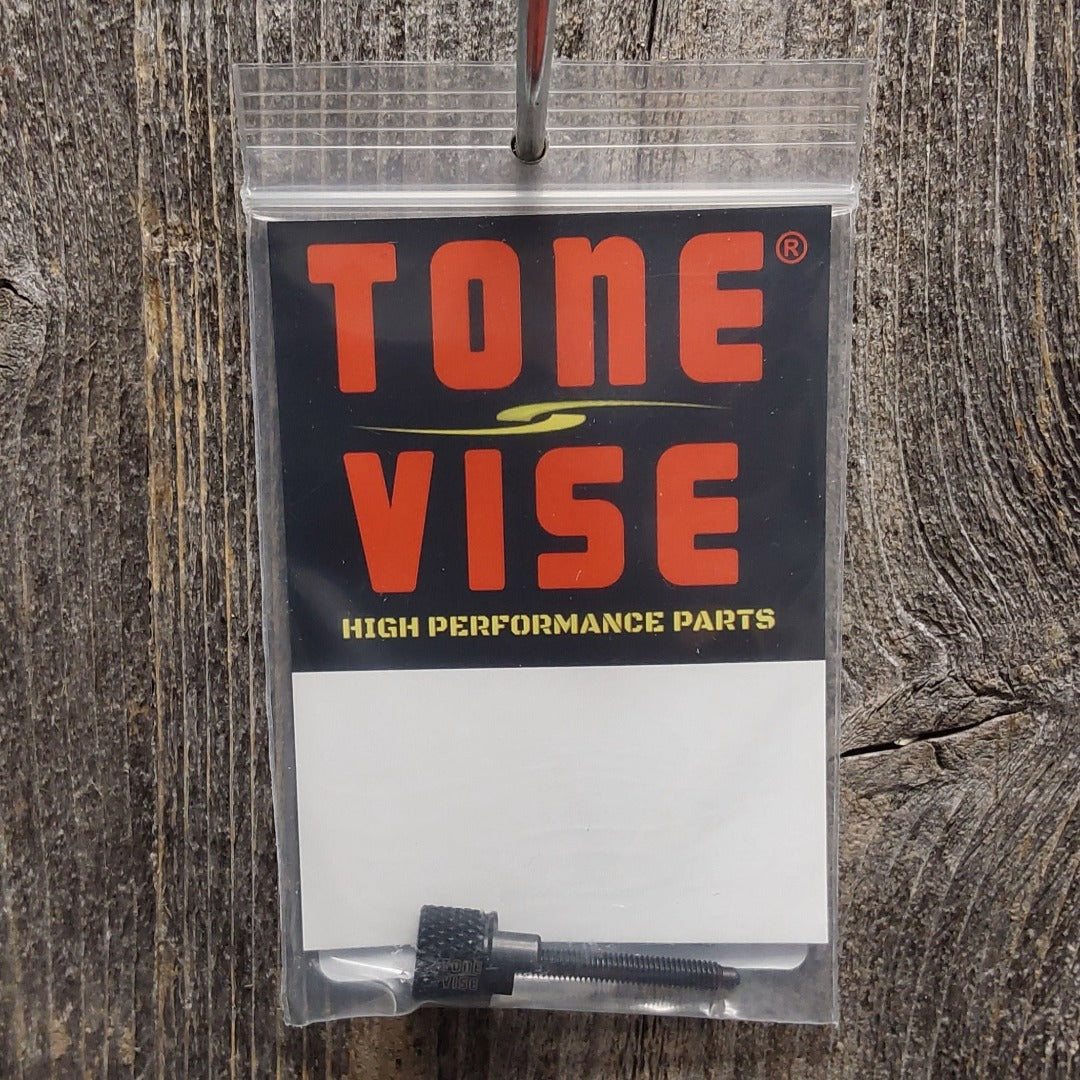 TONE®
VISE
HIGH PERFORMANCE PARTS
TONE
VISE